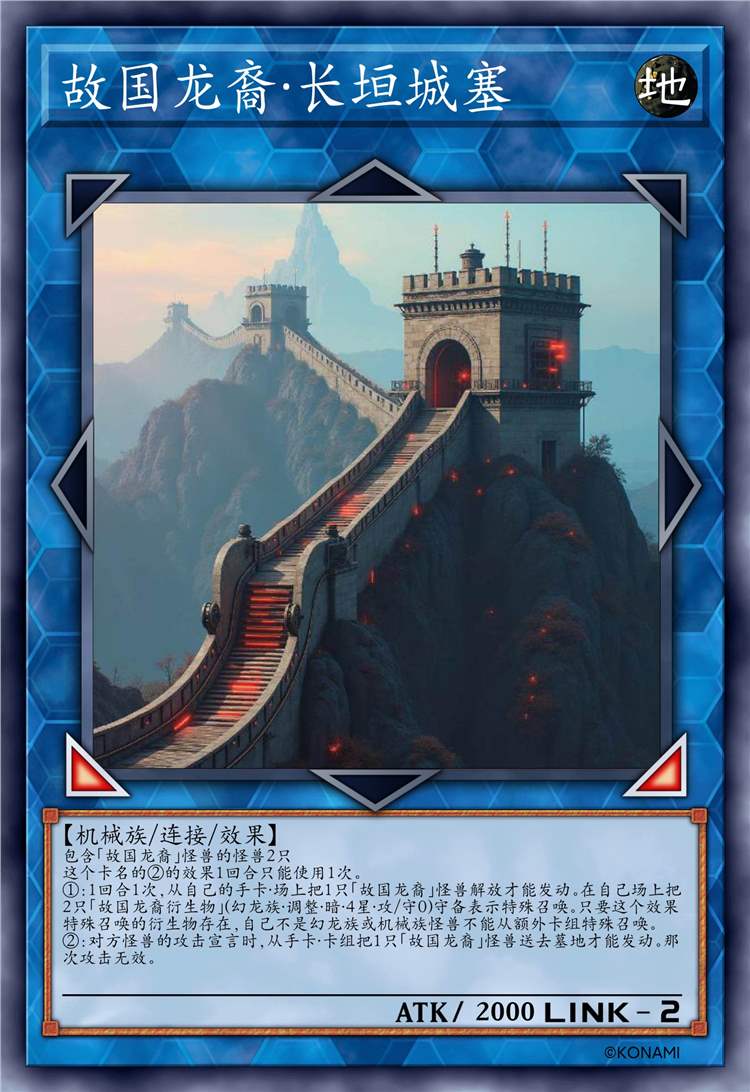 故国龙裔·长垣城塞
地
【机械族/连接/效果】
包含「故国龙裔」怪兽的怪兽2只
这个卡名的②的效果1回合只能使用1次。
①:1回合1次,从自己的手卡·场上把1只「故国龙裔」怪兽解放才能发动。在自己场上把
2只「故国龙裔衍生物」(幻龙族·调整·暗·4星·攻/守0)守备表示特殊召唤。只要这个效果
特殊召唤的衍生物存在,自己不是幻龙族或机械族怪兽不能从额外卡组特殊召唤。
②:对方怪兽的攻击宣言时,从手卡·卡组把1只「故国龙裔」怪兽送去墓地才能发动。那
次攻击无效。
ATK/ 2000 LINK-2
©KONAMI